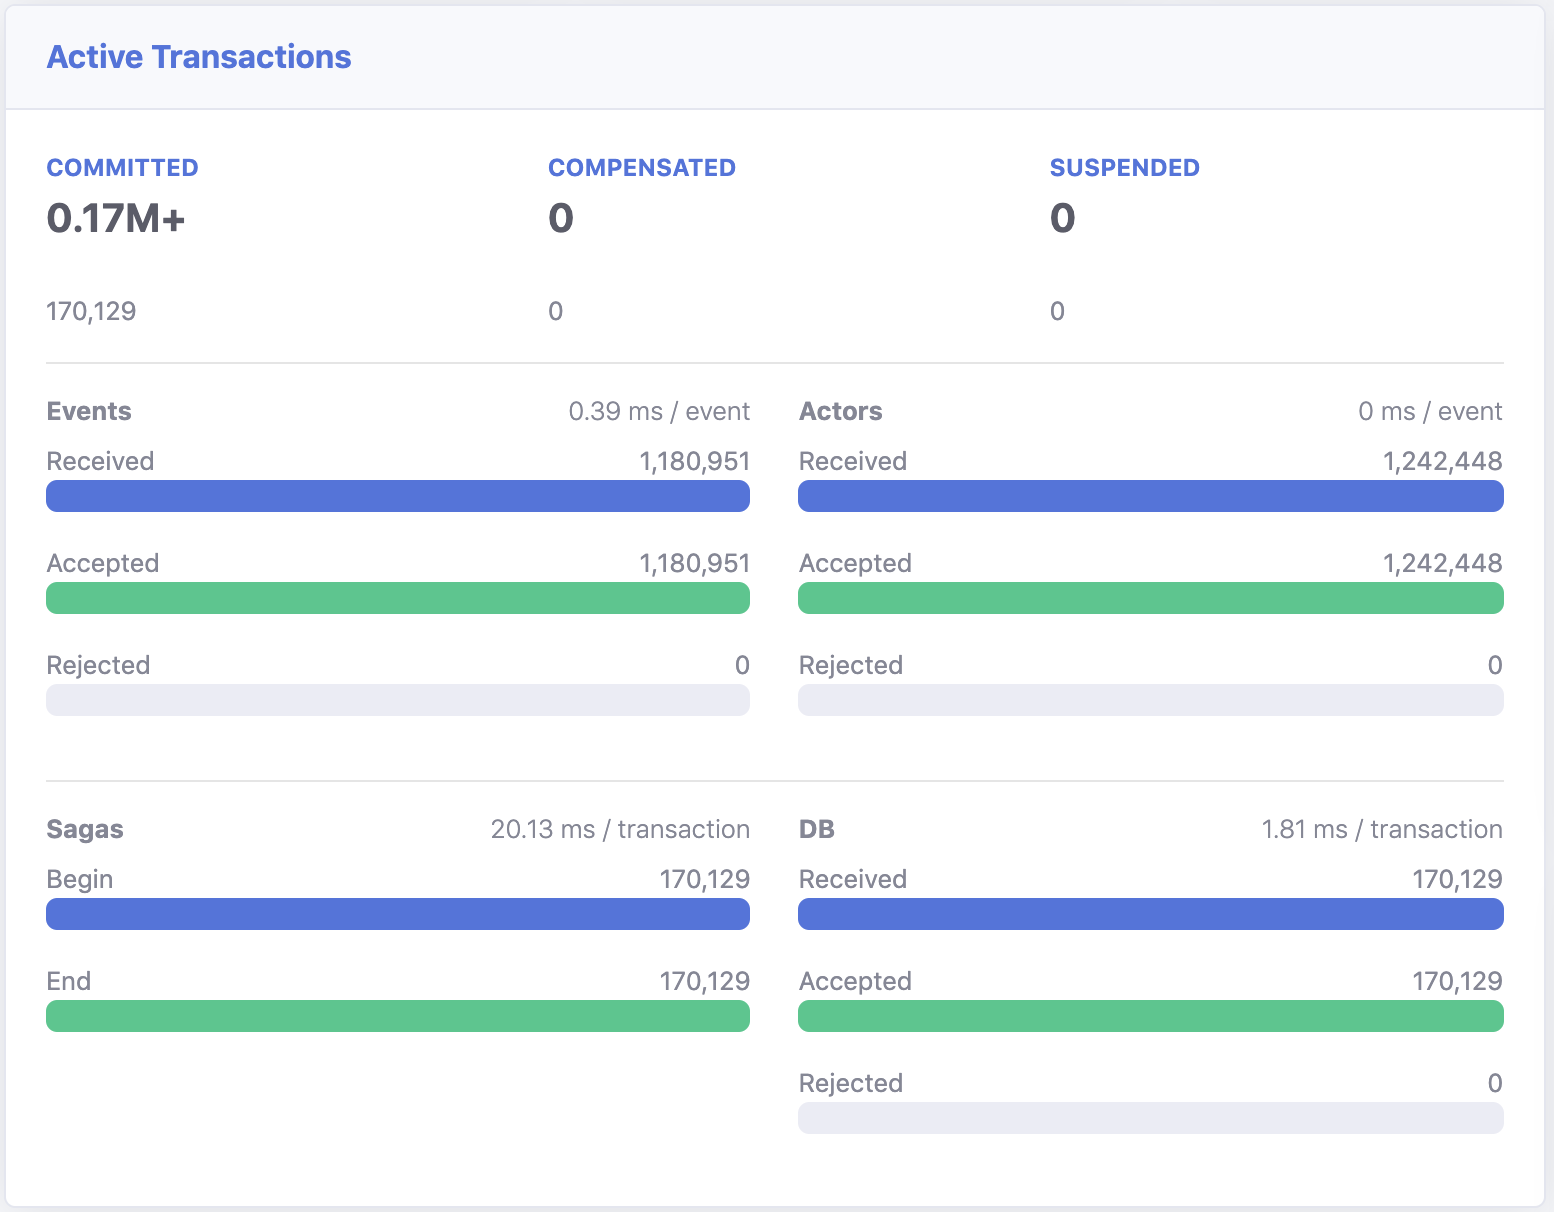 Active Transactions
COMMITTED
0.17M+
170,129
COMPENSATED
0
0
SUSPENDED
0
0
Events 0.39 ms / event
Received 1,180,951
Accepted 1,180,951
Rejected 0
Actors 0 ms / event
Received 1,242,448
Accepted 1,242,448
Rejected 0
Sagas 20.13 ms / transaction
Begin 170,129
End 170,129
DB 1.81 ms / transaction
Received 170,129
Accepted 170,129
Rejected 0